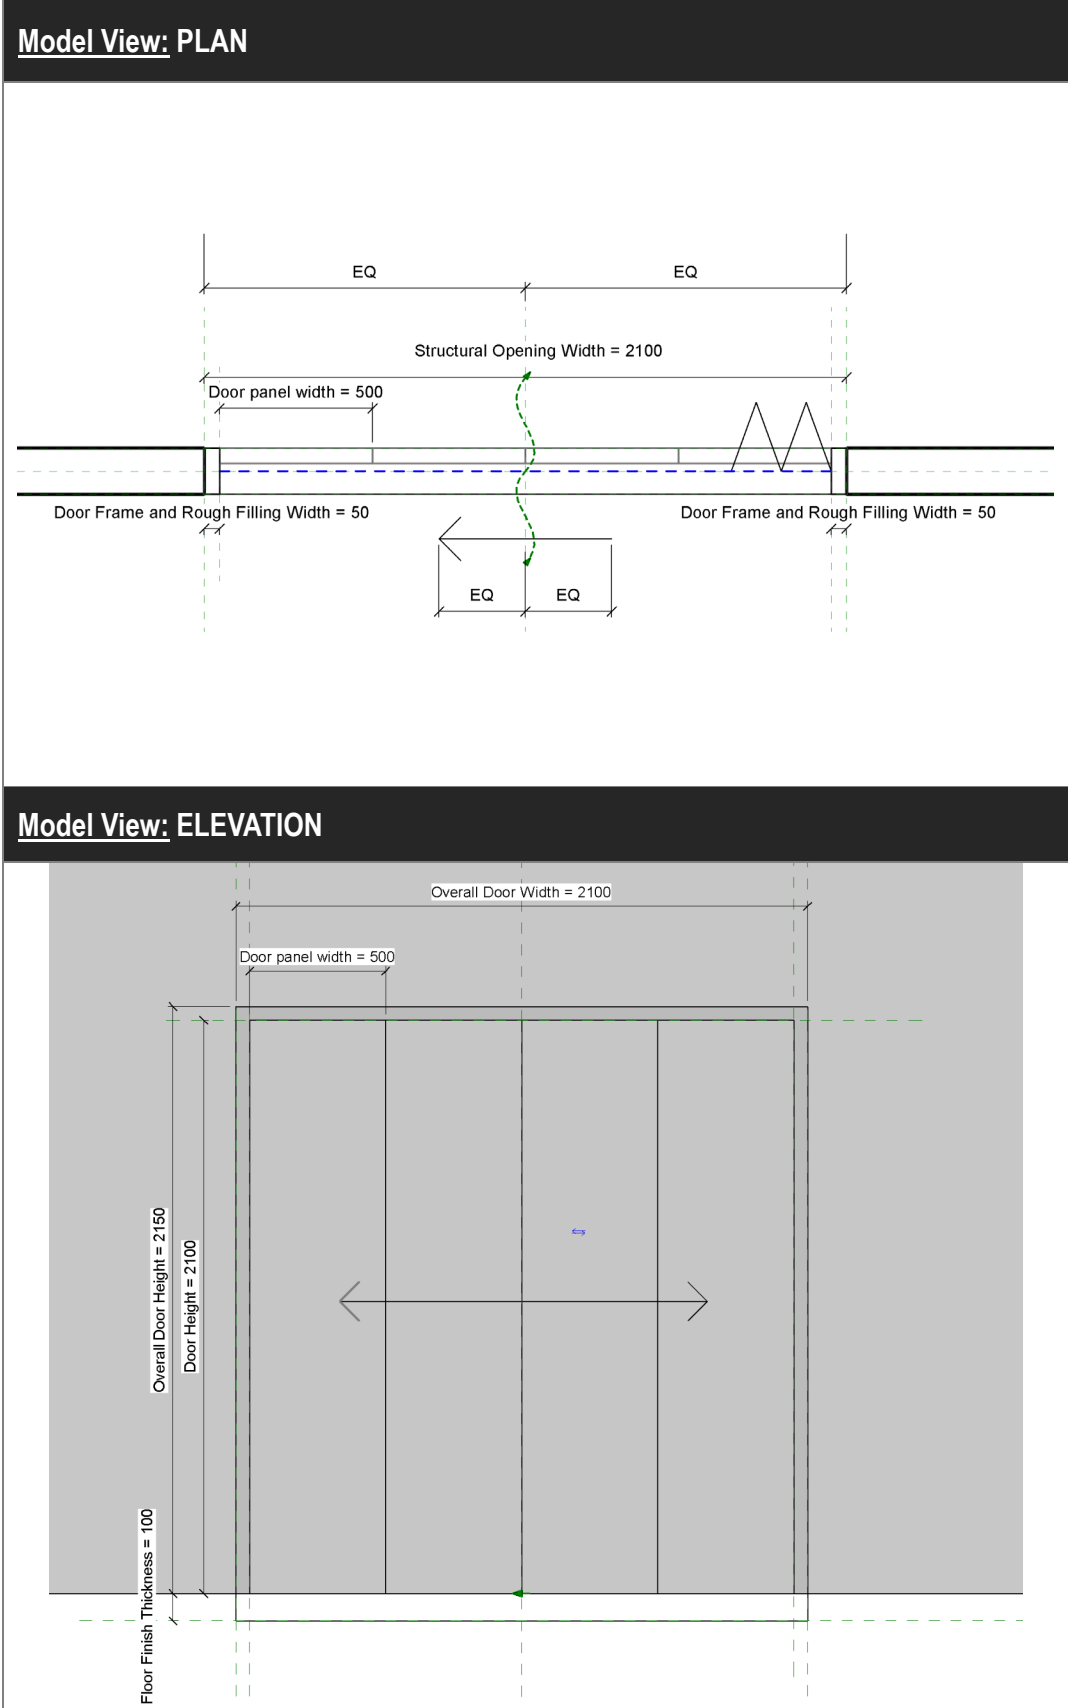 Model View: PLAN
EQ
EQ
Structural Opening Width = 2100
Door panel width = 500
Door Frame and Rough Filling Width = 50
Door Frame and Rough Filling Width = 50
EQ
EQ
Model View: ELEVATION
Overall Door Width = 2100
Door panel width = 500
Overall Door Height = 2150
Door Height = 2100
Floor Finish Thickness = 100